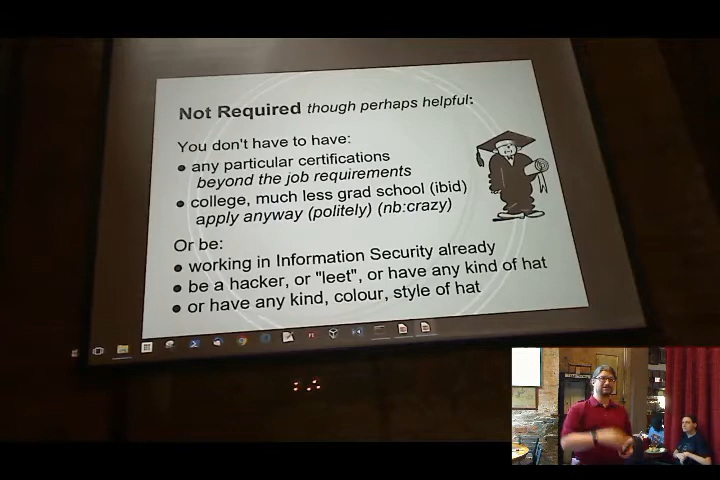 Not Required though perhaps helpful:
You don't have to have:
• any particular certifications
beyond the job requirements
• college, much less grad school (ibid)
apply anyway (politely) (nb:crazy)
Or be:
• working in Information Security already
• be a hacker, or "leet", or have any kind of hat
• or have any kind, colour, style of hat